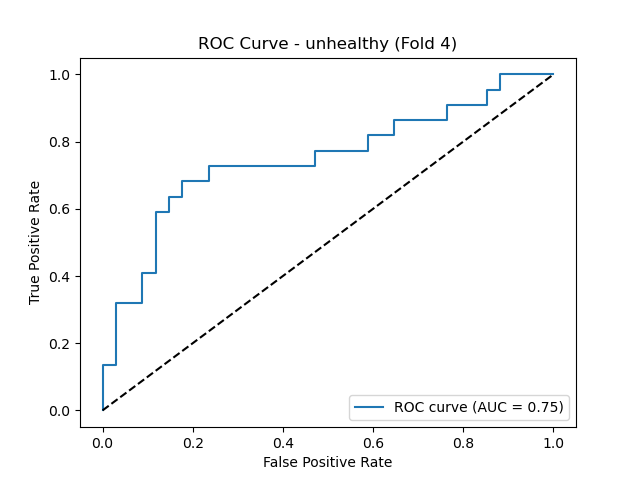 ROC Curve - unhealthy (Fold 4)
1.0
0.8
0.6
0.4
0.2
0.0
True Positive Rate
ROC curve (AUC = 0.75)
0.0 0.2 0.4 0.6 0.8 1.0
False Positive Rate